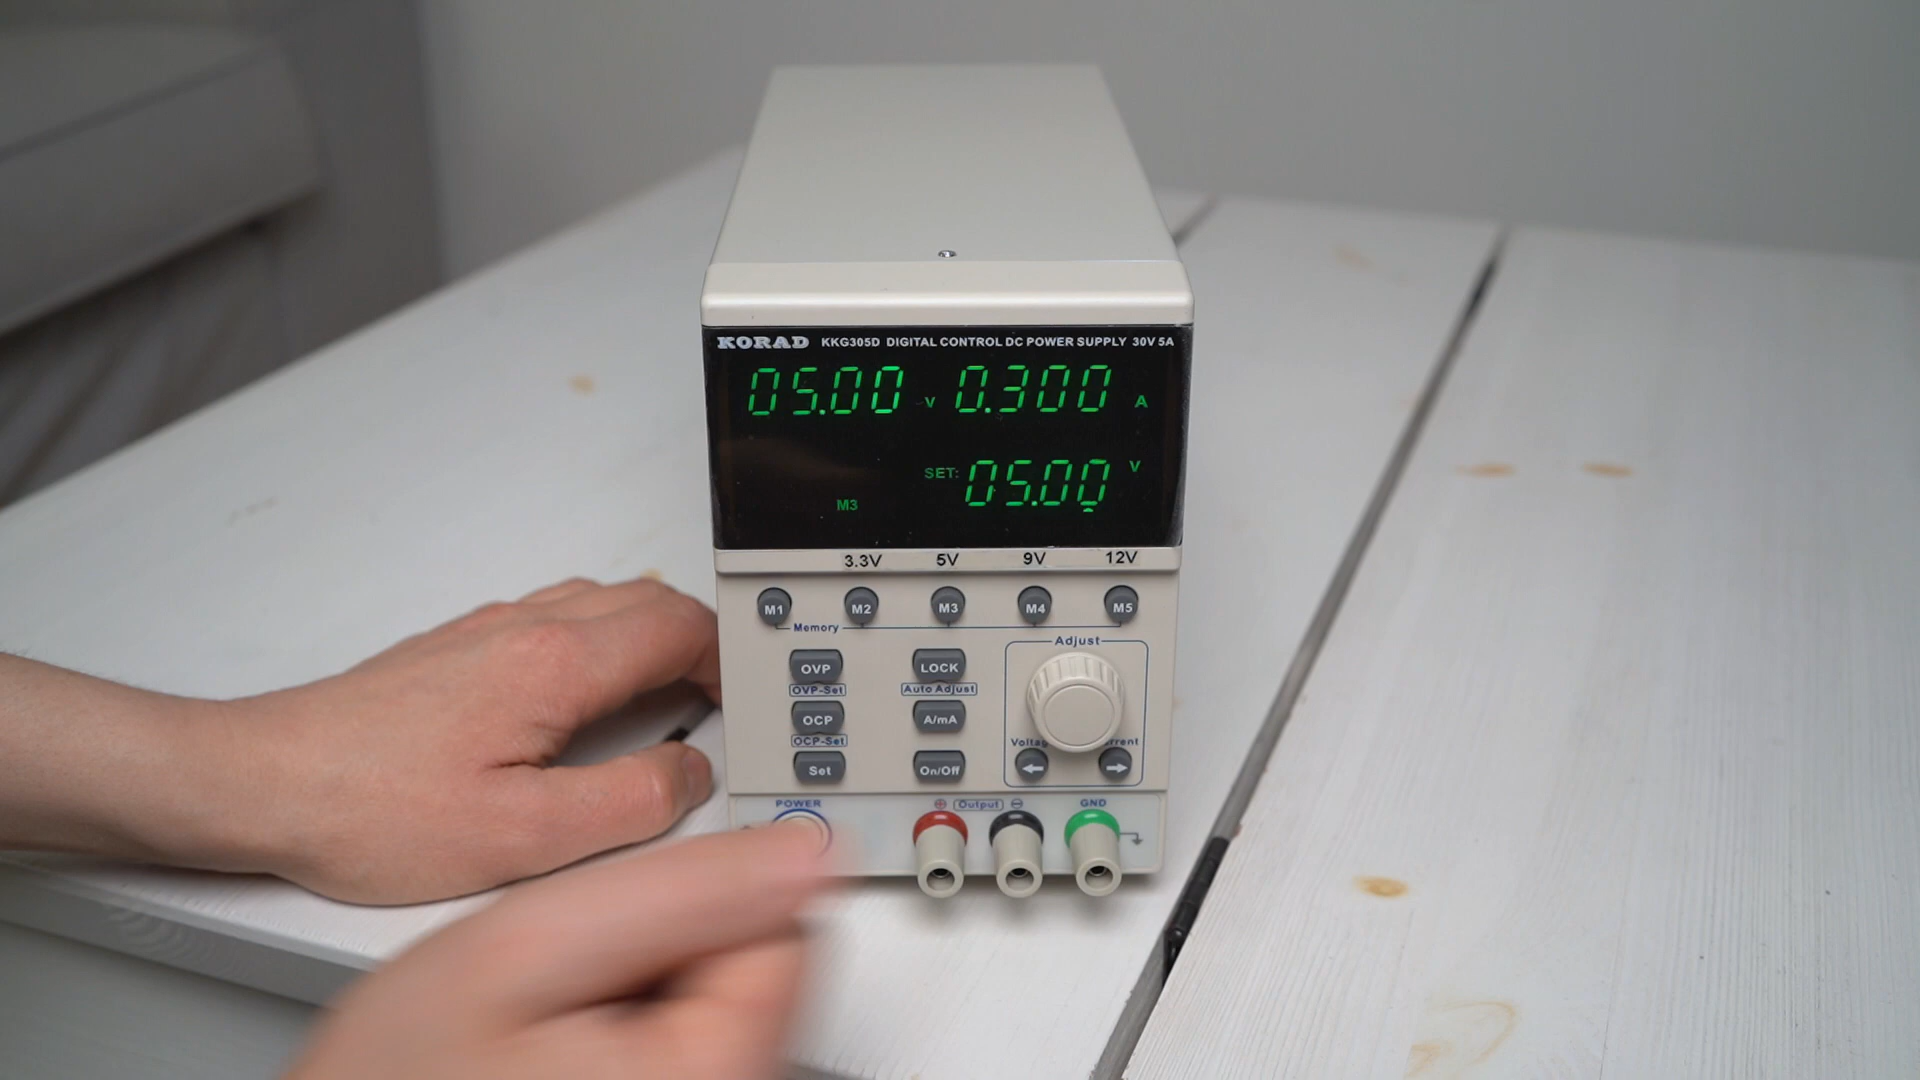 KORAD KKG305D DIGITAL CONTROL DC POWER SUPPLY 30V 5A
05.00 V 0.300 A
SET: 05.00 V
M3
3.3V 5V 9V 12V
M1 M2 M3 M4 M5
Memory
Adjust
OVP LOCK
OVP-Set Auto Adjust
OCP A/mA
OCP-Set
Set On/Off
POWER
Output
GND